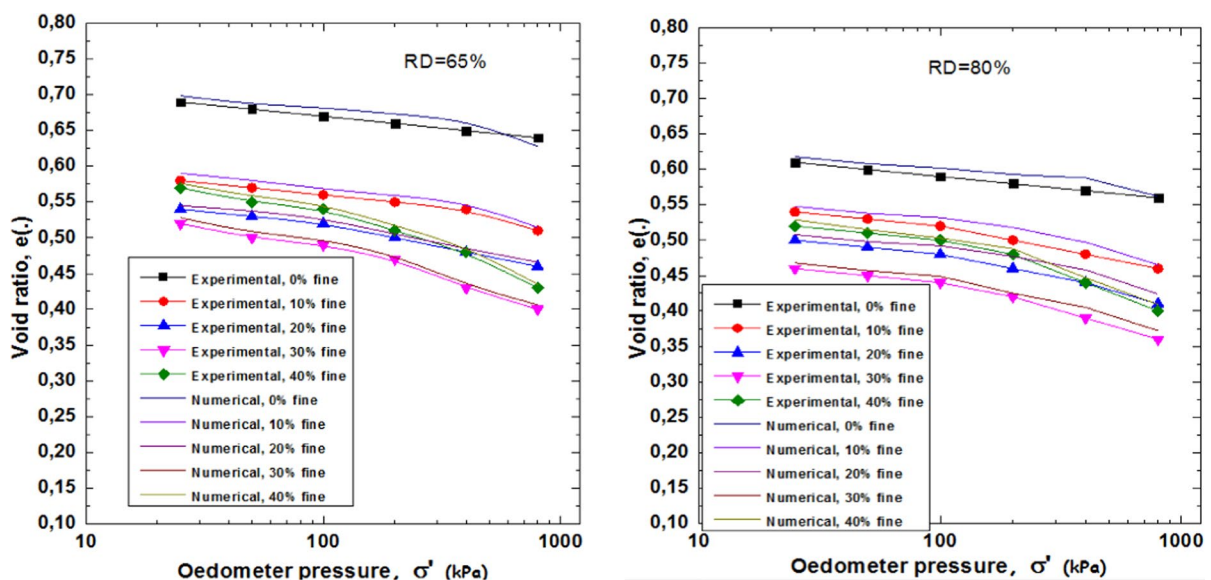 0,80
0,75
0,70
0,65
0,60
0,55
0,50
0,45
0,40
0,35
0,30
0,25
0,20
0,15
0,10
Void ratio, e(.)
RD=65%
Experimental, 0% fine
Experimental, 10% fine
Experimental, 20% fine
Experimental, 30% fine
Experimental, 40% fine
Numerical, 0% fine
Numerical, 10% fine
Numerical, 20% fine
Numerical, 30% fine
Numerical, 40% fine
10
100
1000
Oedometer pressure, σ' (kPa)
0,80
0,75
0,70
0,65
0,60
0,55
0,50
0,45
0,40
0,35
0,30
0,25
0,20
0,15
0,10
Void ratio, e(.)
RD=80%
Experimental, 0% fine
Experimental, 10% fine
Experimental, 20% fine
Experimental, 30% fine
Experimental, 40% fine
Numerical, 0% fine
Numerical, 10% fine
Numerical, 20% fine
Numerical, 30% fine
Numerical, 40% fine
10
100
1000
Oedometer pressure, σ' (kPa)